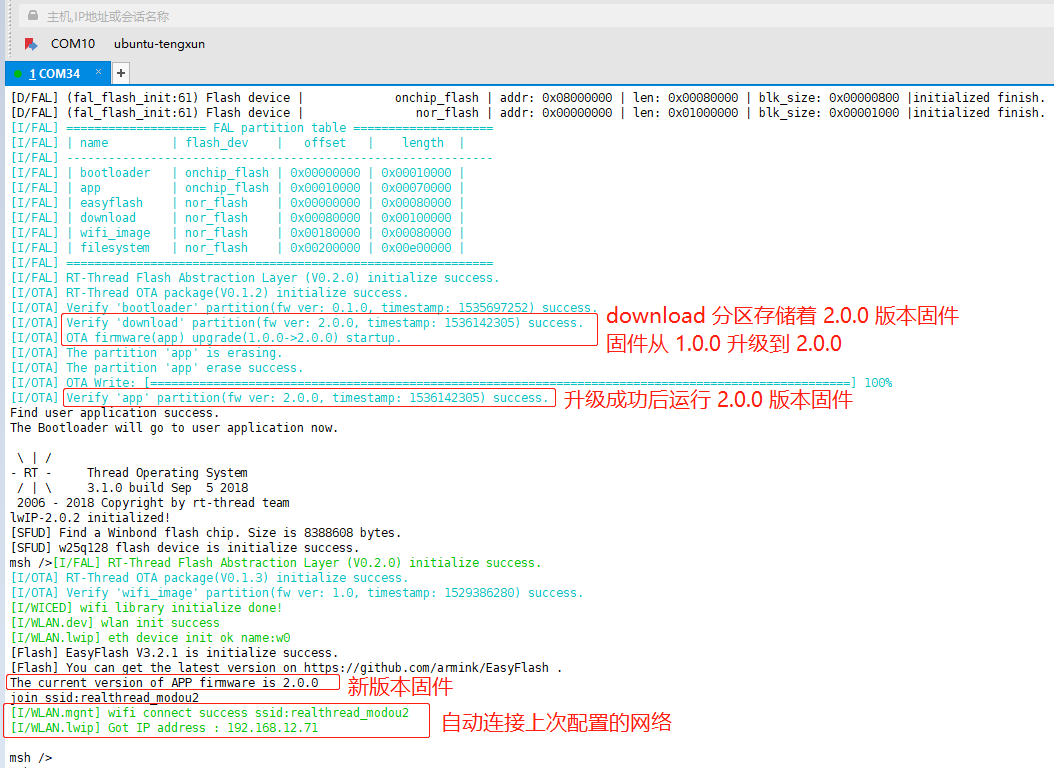 主机,IP地址或会话名称
COM10 ubuntu-tengxun
1 COM34 × +
[D/FAL] (fal_flash_init:61) Flash device | onchip_flash | addr: 0x08000000 | len: 0x00080000 | blk_size: 0x00000800 |initialized finish.
[D/FAL] (fal_flash_init:61) Flash device | nor_flash | addr: 0x00000000 | len: 0x01000000 | blk_size: 0x00001000 |initialized finish.
[I/FAL] ==================== FAL partition table ====================
[I/FAL] | name | flash_dev | offset | length |
[I/FAL] -------------------------------------------------------------
[I/FAL] | bootloader | onchip_flash | 0x00000000 | 0x00010000 |
[I/FAL] | app | onchip_flash | 0x00010000 | 0x00070000 |
[I/FAL] | easyflash | nor_flash | 0x00000000 | 0x00080000 |
[I/FAL] | download | nor_flash | 0x00080000 | 0x00100000 |
[I/FAL] | wifi_image | nor_flash | 0x00180000 | 0x00080000 |
[I/FAL] | filesystem | nor_flash | 0x00200000 | 0x00e00000 |
[I/FAL] =============================================================
[I/FAL] RT-Thread Flash Abstraction Layer (V0.2.0) initialize success.
[I/OTA] RT-Thread OTA package(V0.1.2) initialize success.
[I/OTA] Verify 'bootloader' partition(fw ver: 0.1.0, timestamp: 1535697252) success.
[I/OTA] Verify 'download' partition(fw ver: 2.0.0, timestamp: 1536142305) success. download 分区存储着 2.0.0 版本固件
[I/OTA] OTA firmware(app) upgrade(1.0.0->2.0.0) startup. 固件从 1.0.0 升级到 2.0.0
[I/OTA] The partition 'app' is erasing.
[I/OTA] The partition 'app' erase success.
[I/OTA] OTA Write: [====================================================================================================] 100%
[I/OTA] Verify 'app' partition(fw ver: 2.0.0, timestamp: 1536142305) success. 升级成功后运行 2.0.0 版本固件
Find user application success.
The Bootloader will go to user application now.
\ | /
- RT - Thread Operating System
/ | \ 3.1.0 build Sep 5 2018
2006 - 2018 Copyright by rt-thread team
lwIP-2.0.2 initialized!
[SFUD] Find a Winbond flash chip. Size is 8388608 bytes.
[SFUD] w25q128 flash device is initialize success.
msh />[I/FAL] RT-Thread Flash Abstraction Layer (V0.2.0) initialize success.
[I/OTA] RT-Thread OTA package(V0.1.3) initialize success.
[I/OTA] Verify 'wifi_image' partition(fw ver: 1.0, timestamp: 1529386280) success.
[I/WICED] wifi library initialize done!
[I/WLAN.dev] wlan init success
[I/WLAN.lwip] eth device init ok name:w0
[Flash] EasyFlash V3.2.1 is initialize success.
[Flash] You can get the latest version on https://github.com/armink/EasyFlash .
The current version of APP firmware is 2.0.0 新版本固件
join ssid:realthread_modou2
[I/WLAN.mgnt] wifi connect success ssid:realthread_modou2 自动连接上次配置的网络
[I/WLAN.lwip] Got IP address : 192.168.12.71
msh />